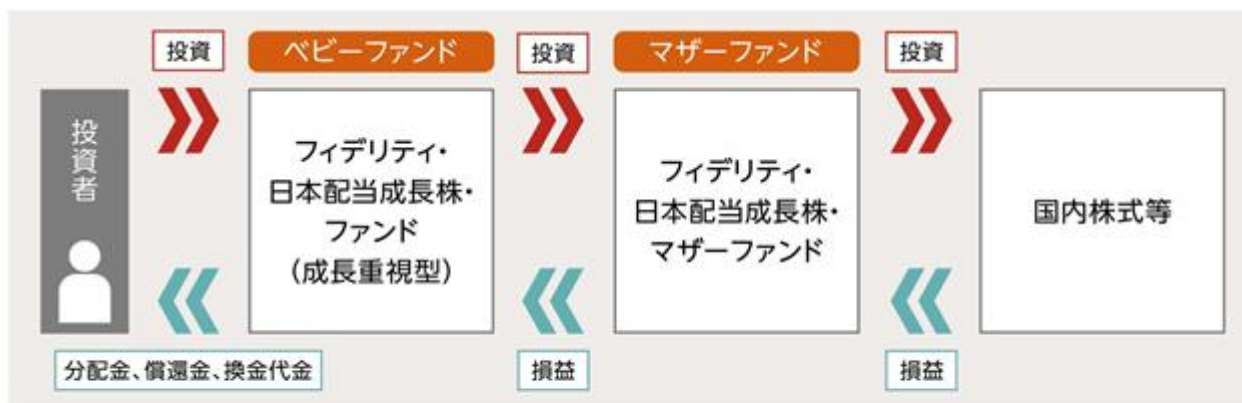 投資
ベビーファンド
投資
マザーファンド
投資
投資者
フィデリティ・
日本配当成長株・
ファンド
（成長重視型）
フィデリティ・
日本配当成長株・
マザーファンド
国内株式等
分配金、償還金、換金代金
損益
損益